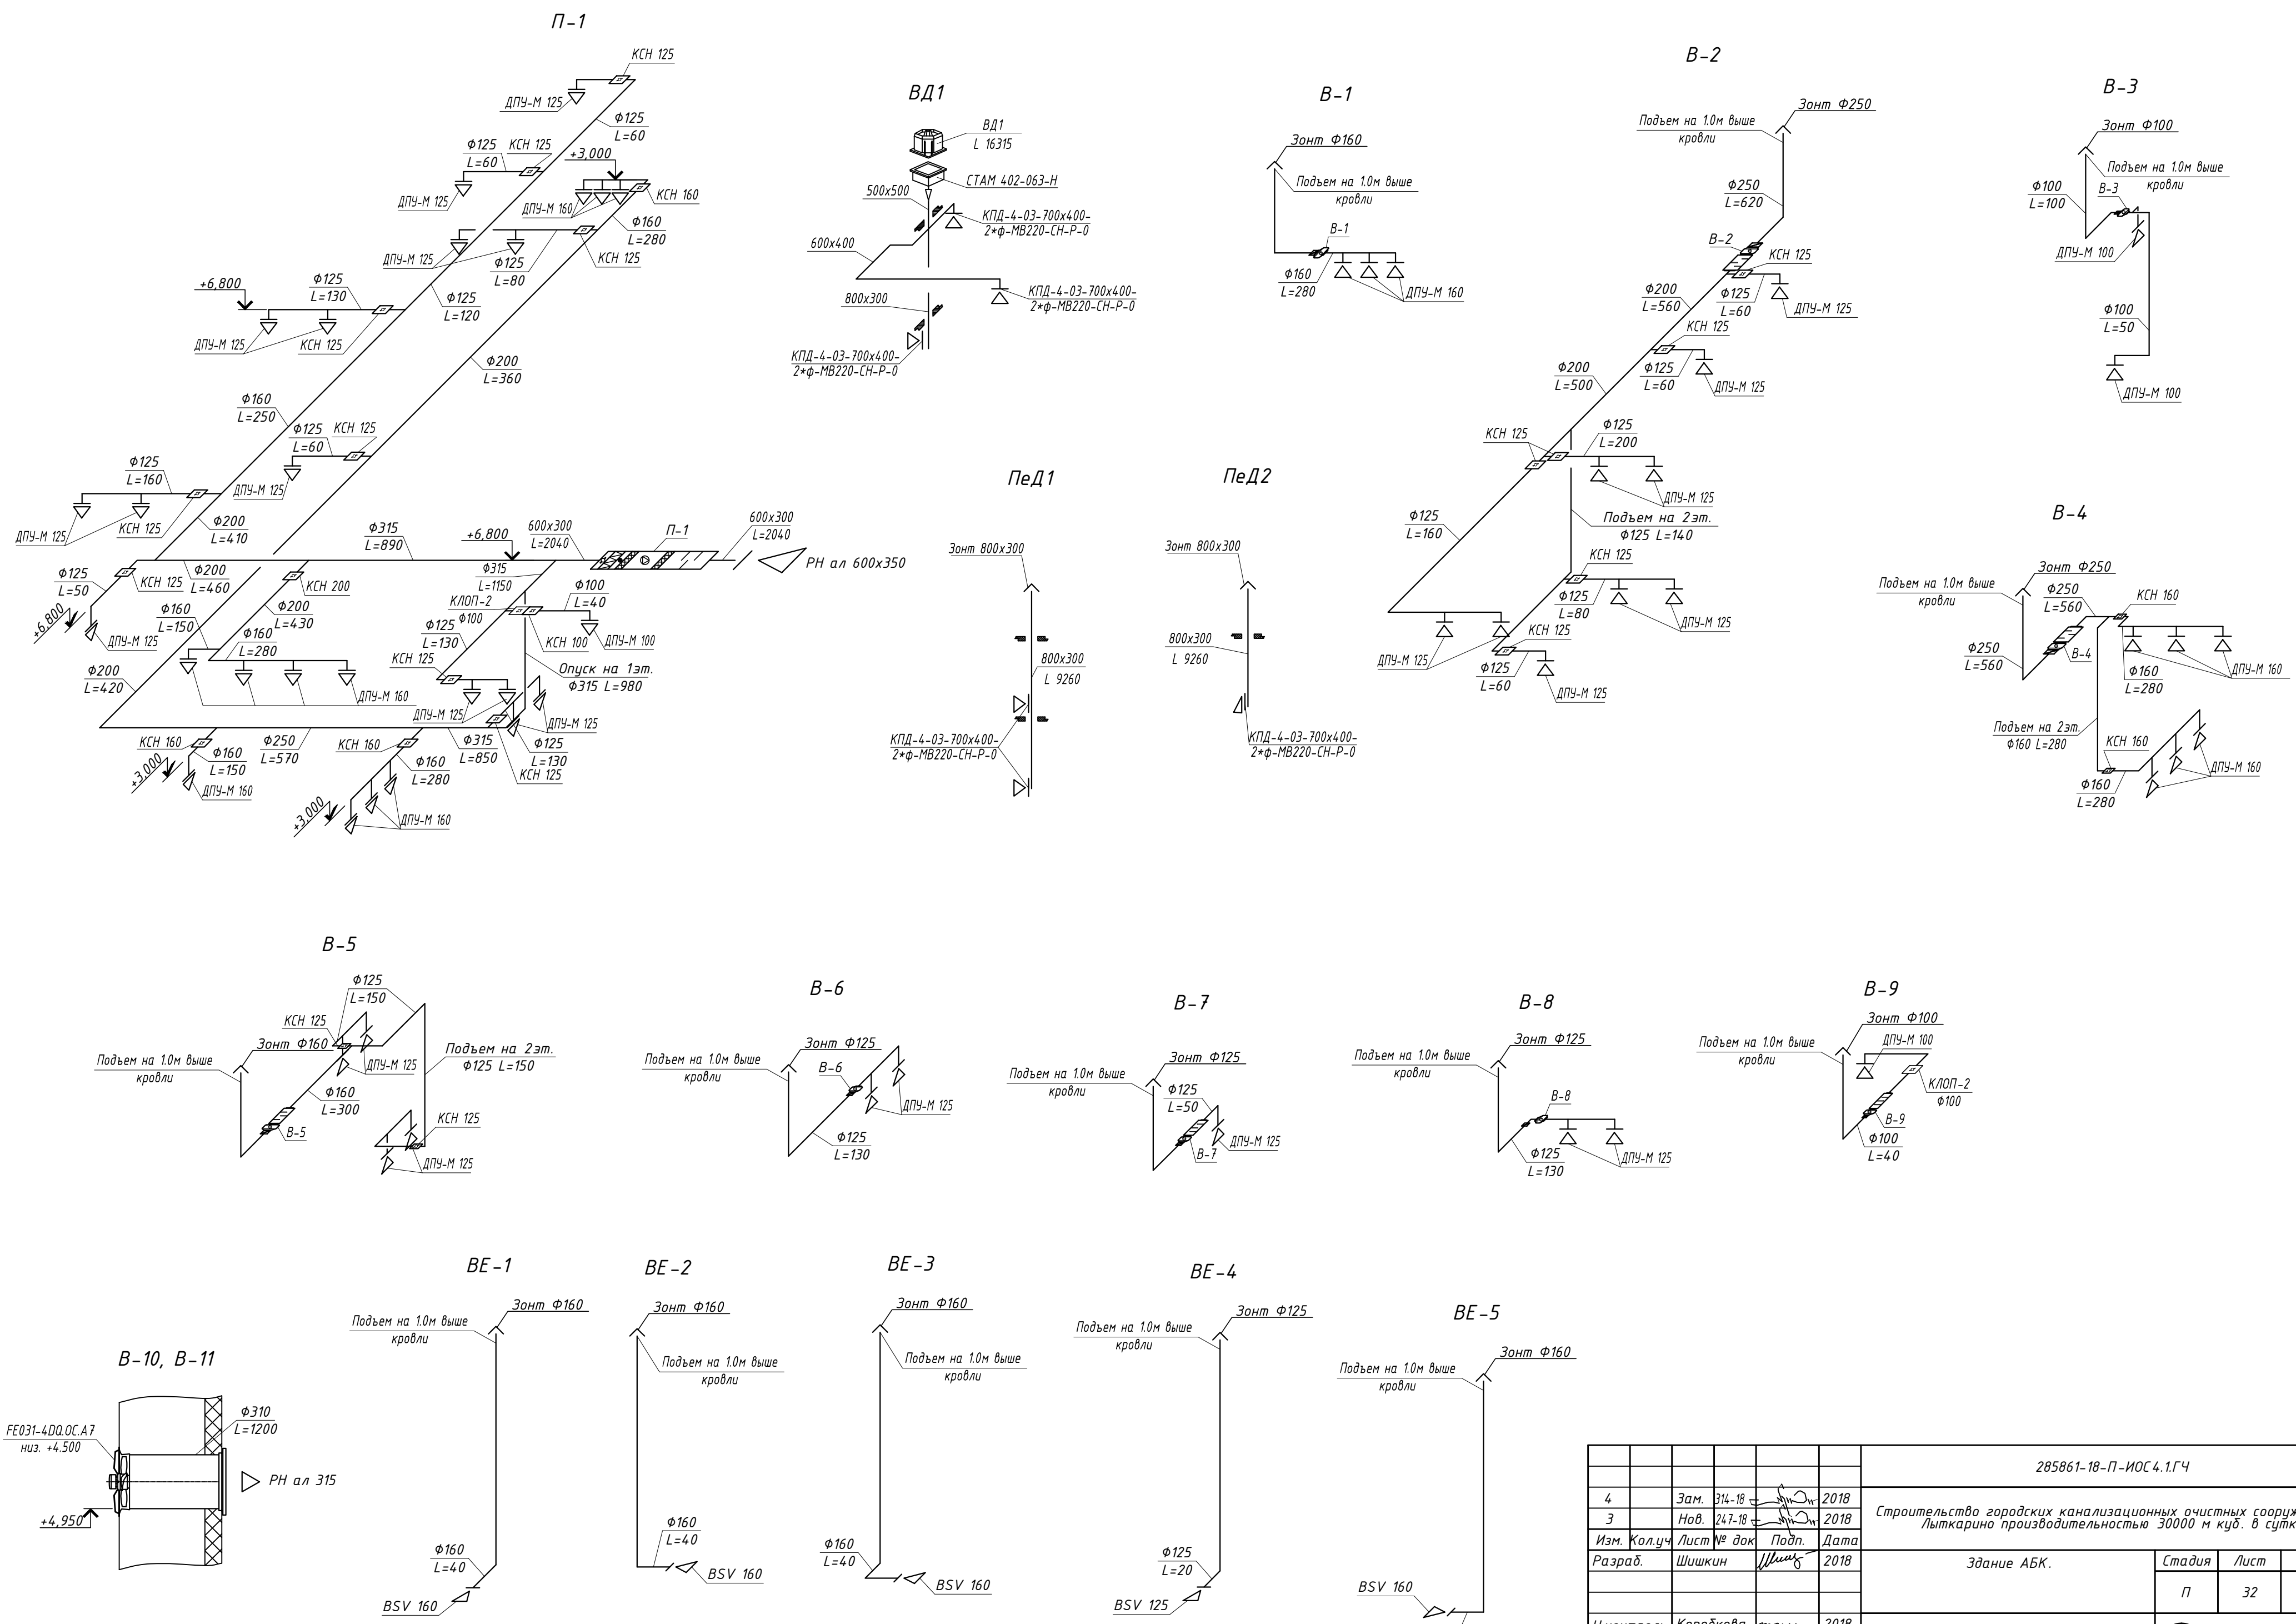 П-1
КСН 125
ДПУ-М 125
Ф125
L=60
Ф125
L=60
КСН 125
+3,000
ДПУ-М 125
ДПУ-М 160
КСН 160
Ф160
L=280
ДПУ-М 125
Ф125
L=80
КСН 125
+6,800
Ф125
L=130
Ф125
L=120
ДПУ-М 125
КСН 125
Ф200
L=360
Ф160
L=250
Ф125
L=60
КСН 125
Ф125
L=160
ДПУ-М 125
ДПУ-М 125
КСН 125
Ф200
L=410
Ф315
L=890
+6,800
600х300
L=2040
П-1
600х300
L=2040
РН ал 600х350
Ф125
L=50
КСН 125
Ф200
L=460
КСН 200
Ф315
L=1150
Ф100
L=40
+6,800
ДПУ-М 125
Ф160
L=150
Ф200
L=430
КЛОП-2
Ф100
Ф125
L=130
КСН 100
ДПУ-М 100
Ф160
L=280
КСН 125
Опуск на 1эт.
Ф315 L=980
Ф200
L=420
ДПУ-М 160
ДПУ-М 125
ДПУ-М 125
КСН 160
Ф160
L=150
Ф250
L=570
КСН 160
Ф315
L=850
Ф125
L=130
КСН 125
+3,000
ДПУ-М 160
Ф160
L=280
+3,000
ДПУ-М 160
ВД1
ВД1
L 16315
СТАМ 402-063-Н
500х500
КПД-4-03-700х400-
2*ф-МВ220-СН-Р-0
600х400
КПД-4-03-700х400-
2*ф-МВ220-СН-Р-0
800х300
КПД-4-03-700х400-
2*ф-МВ220-СН-Р-0
В-1
Зонт Ф160
Подъем на 1.0м выше
кровли
В-1
Ф160
L=280
ДПУ-М 160
В-2
Зонт Ф250
Подъем на 1.0м выше
кровли
Ф250
L=620
В-2
КСН 125
Ф200
L=560
Ф125
L=60
ДПУ-М 125
КСН 125
Ф200
L=500
Ф125
L=60
ДПУ-М 125
КСН 125
Ф125
L=200
ДПУ-М 125
Ф125
L=160
Подъем на 2эт.
Ф125 L=140
КСН 125
Ф125
L=80
ДПУ-М 125
КСН 125
ДПУ-М 125
Ф125
L=60
ДПУ-М 125
В-3
Зонт Ф100
Подъем на 1.0м выше
кровли
Ф100
L=100
В-3
ДПУ-М 100
Ф100
L=50
ДПУ-М 100
ПеД1
Зонт 800х300
800х300
L 9260
КПД-4-03-700х400-
2*ф-МВ220-СН-Р-0
ПеД2
Зонт 800х300
800х300
L 9260
КПД-4-03-700х400-
2*ф-МВ220-СН-Р-0
В-4
Зонт Ф250
Подъем на 1.0м выше
кровли
Ф250
L=560
КСН 160
Ф250
L=560
В-4
ДПУ-М 160
Ф160
L=280
Подъем на 2эт.
Ф160 L=280
КСН 160
ДПУ-М 160
Ф160
L=280
В-5
Ф125
L=150
КСН 125
Зонт Ф160
Подъем на 1.0м выше
кровли
ДПУ-М 125
Подъем на 2эт.
Ф125 L=150
Ф160
L=300
В-5
КСН 125
ДПУ-М 125
В-6
Зонт Ф125
Подъем на 1.0м выше
кровли
В-6
ДПУ-М 125
Ф125
L=130
В-7
Зонт Ф125
Подъем на 1.0м выше
кровли
Ф125
L=50
ДПУ-М 125
В-7
В-8
Зонт Ф125
Подъем на 1.0м выше
кровли
В-8
Ф125
L=130
ДПУ-М 125
В-9
Зонт Ф100
Подъем на 1.0м выше
кровли
ДПУ-М 100
КЛОП-2
Ф100
В-9
Ф100
L=40
В-10, В-11
Ф310
L=1200
FE031-4DQ.OC.A7
низ. +4.500
РН ал 315
+4,950
ВЕ-1
Зонт Ф160
Подъем на 1.0м выше
кровли
Ф160
L=40
BSV 160
ВЕ-2
Зонт Ф160
Подъем на 1.0м выше
кровли
Ф160
L=40
BSV 160
ВЕ-3
Зонт Ф160
Подъем на 1.0м выше
кровли
Ф160
L=40
BSV 160
ВЕ-4
Зонт Ф125
Подъем на 1.0м выше
кровли
Ф125
L=20
BSV 125
ВЕ-5
Зонт Ф160
Подъем на 1.0м выше
кровли
BSV 160
285861-18-П-ИОС4.1.ГЧ
4 Зам. 314-18 2018
3 Нов. 247-18 2018
Изм. Кол.уч Лист № док Подп. Дата
Строительство городских канализационных очистных
Лыткарино производительностью 30000 м куб. в
Разраб. Шишкин 2018
Здание АБК.
Стадия Лист
П 32
Коробкова 2018